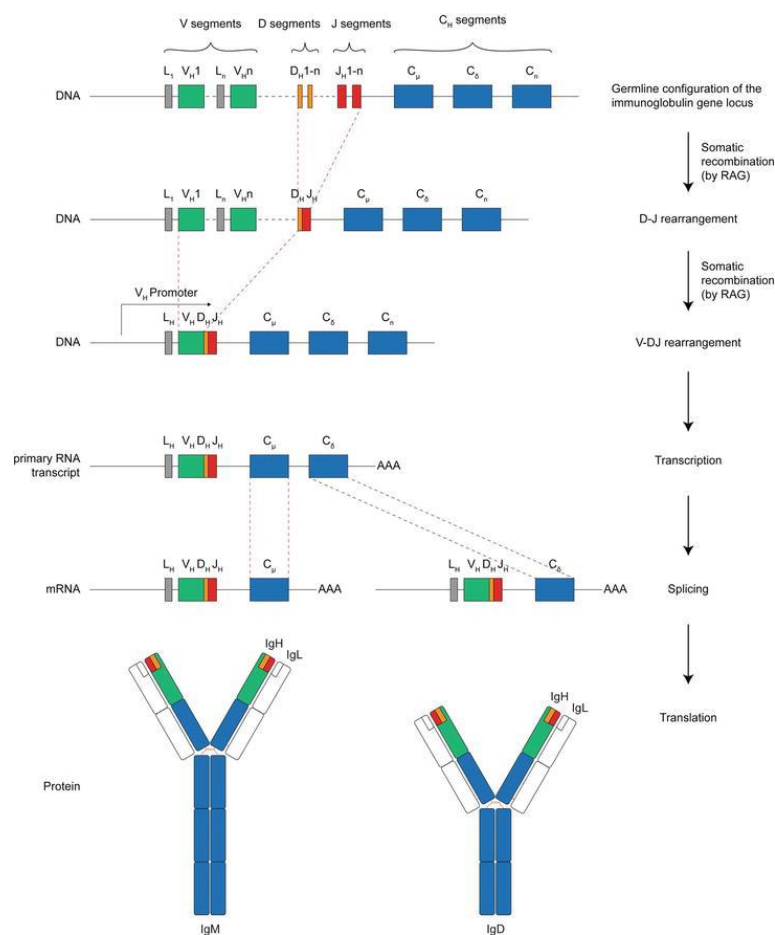 V segments D segments J segments C_H segments
L₁ V_H1 L_n V_Hn D_H1-n J_H1-n C_μ C_δ C_n
DNA
Germline configuration of the
immunoglobulin gene locus
Somatic
recombination
(by RAG)
L₁ V_H1 L_n V_Hn D_H J_H C_μ C_δ C_n
DNA
D-J rearrangement
Somatic
recombination
(by RAG)
V_H Promoter
L_H V_H D_H J_H C_μ C_δ C_n
DNA
V-DJ rearrangement
L_H V_H D_H J_H C_μ C_δ
primary RNA
transcript
AAA
Transcription
L_H V_H D_H J_H C_μ L_H V_H D_H J_H C_δ
mRNA AAA AAA Splicing
IgH
IgL
IgH
IgL
Translation
Protein
IgM IgD